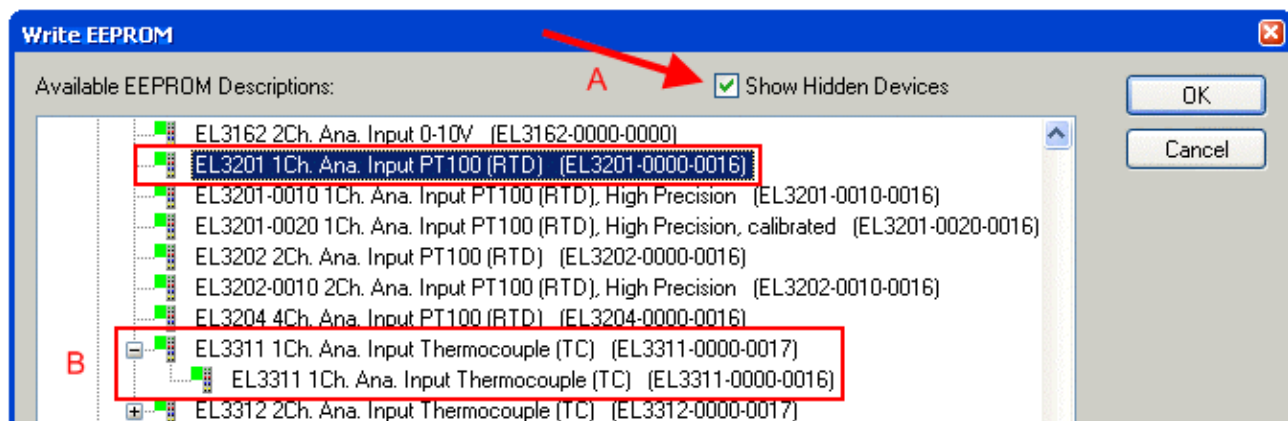 Write EEPROM
A
Available EEPROM Descriptions:
Show Hidden Devices
OK
Cancel
EL3162 2Ch. Ana. Input 0-10V (EL3162-0000-0000)
EL3201 1Ch. Ana. Input PT100 (RTD) (EL3201-0000-0016)
EL3201-0010 1Ch. Ana. Input PT100 (RTD), High Precision (EL3201-0010-0016)
EL3201-0020 1Ch. Ana. Input PT100 (RTD), High Precision, calibrated (EL3201-0020-0016)
EL3202 2Ch. Ana. Input PT100 (RTD) (EL3202-0000-0016)
EL3202-0010 2Ch. Ana. Input PT100 (RTD), High Precision (EL3202-0010-0016)
EL3204 4Ch. Ana. Input PT100 (RTD) (EL3204-0000-0016)
B
EL3311 1Ch. Ana. Input Thermocouple (TC) (EL3311-0000-0017)
EL3311 1Ch. Ana. Input Thermocouple (TC) (EL3311-0000-0016)
EL3312 2Ch. Ana. Input Thermocouple (TC) (EL3312-0000-0017)